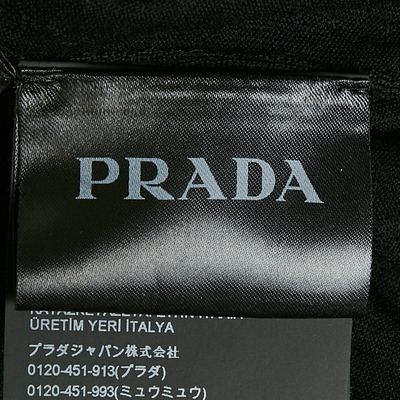 PRADA
ÜRETİM YERİ İTALYA
プラダジャパン株式会社
0120-451-913(プラダ)
0120-451-993(ミュウミュウ)